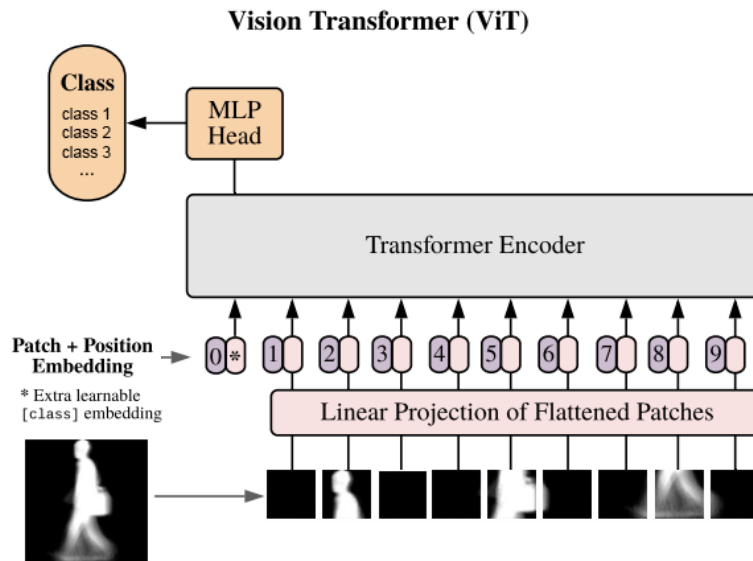 Vision Transformer (ViT)
Class
class 1
class 2
class 3
...
MLP
Head
Transformer Encoder
Patch + Position
Embedding
0 * 1 2 3 4 5 6 7 8 9
* Extra learnable
[class] embedding
Linear Projection of Flattened Patches